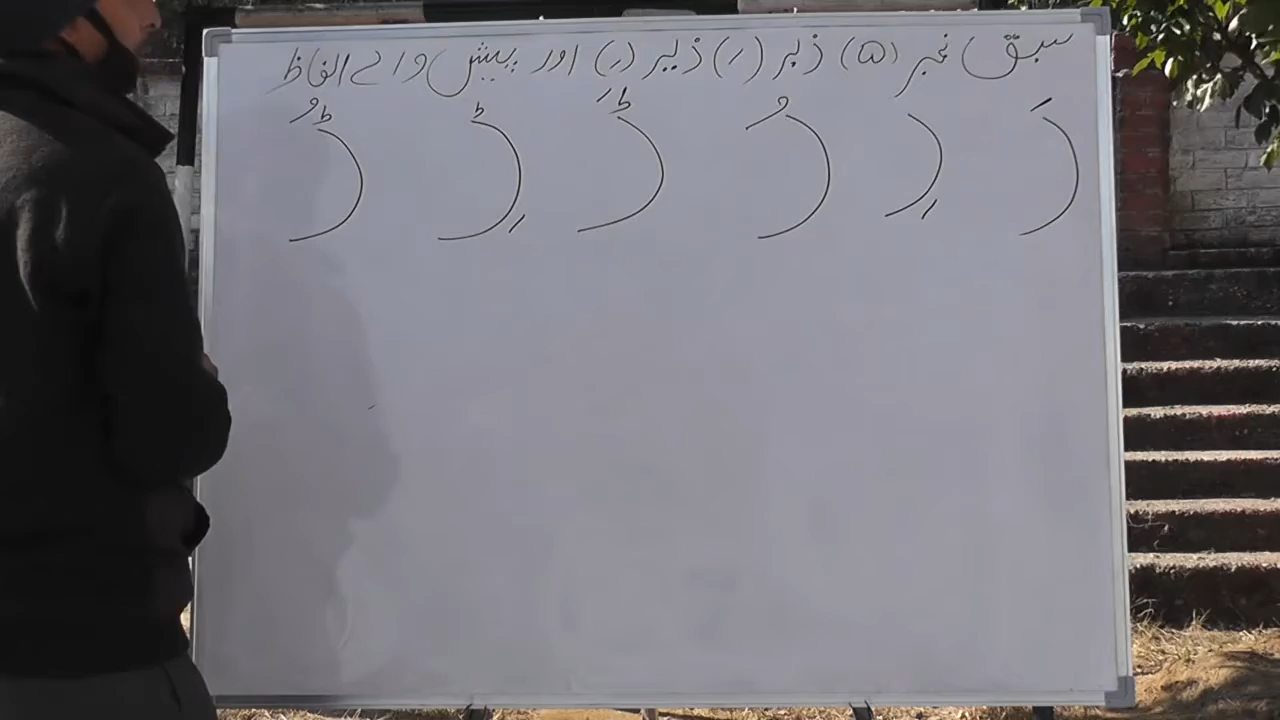 سبق نمبر (۵) زبر (َ) زیر (ِ) اور پیش والے الفاظ
رَ رِ رُ ڑَ ڑِ ڑُ